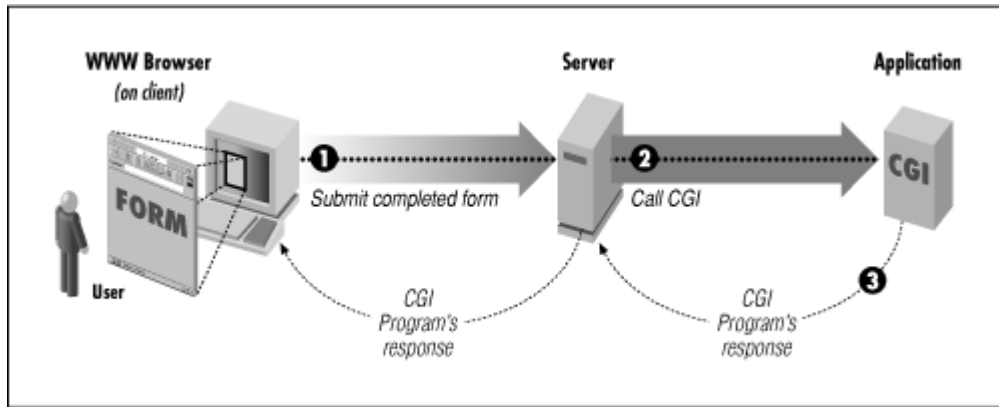 WWW Browser
(on client)
Server
Application
FORM
1
Submit completed form
2
Call CGI
CGI
User
CGI
Program's
response
3
CGI
Program's
response